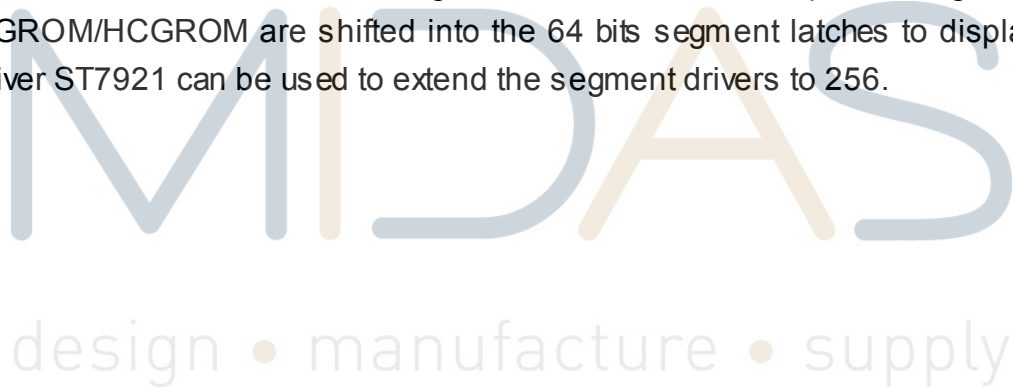 GROM/HCGROM are shifted into the 64 bits segment latches to displa
ver ST7921 can be used to extend the segment drivers to 256.
MIDAS
design • manufacture • supply